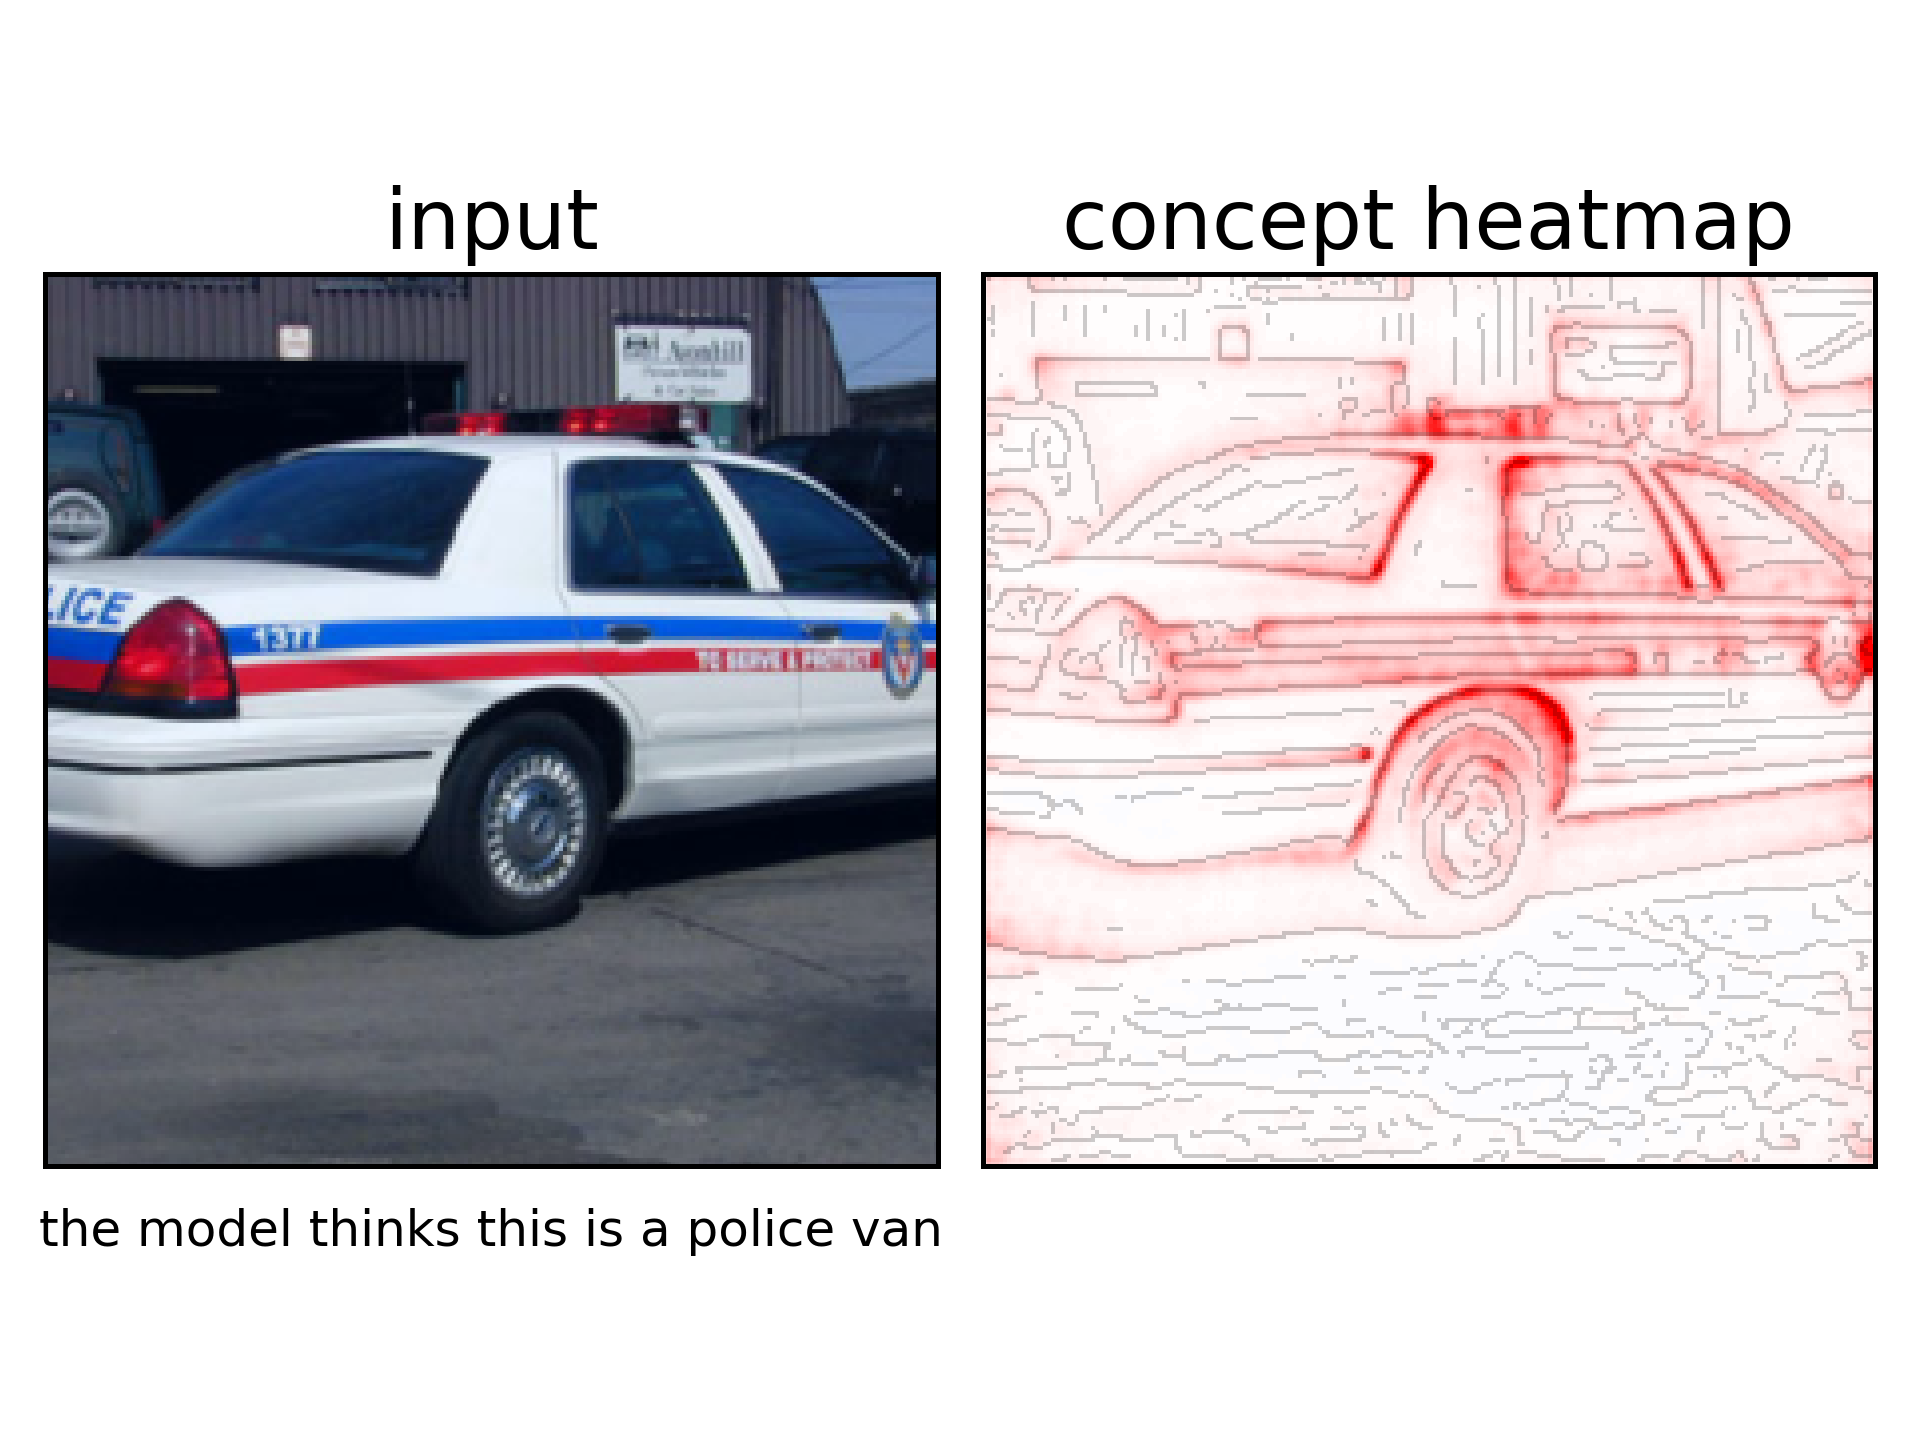 input
concept heatmap
Avonhill
LICE
1377
TO SERVE & PROTECT
the model thinks this is a police van